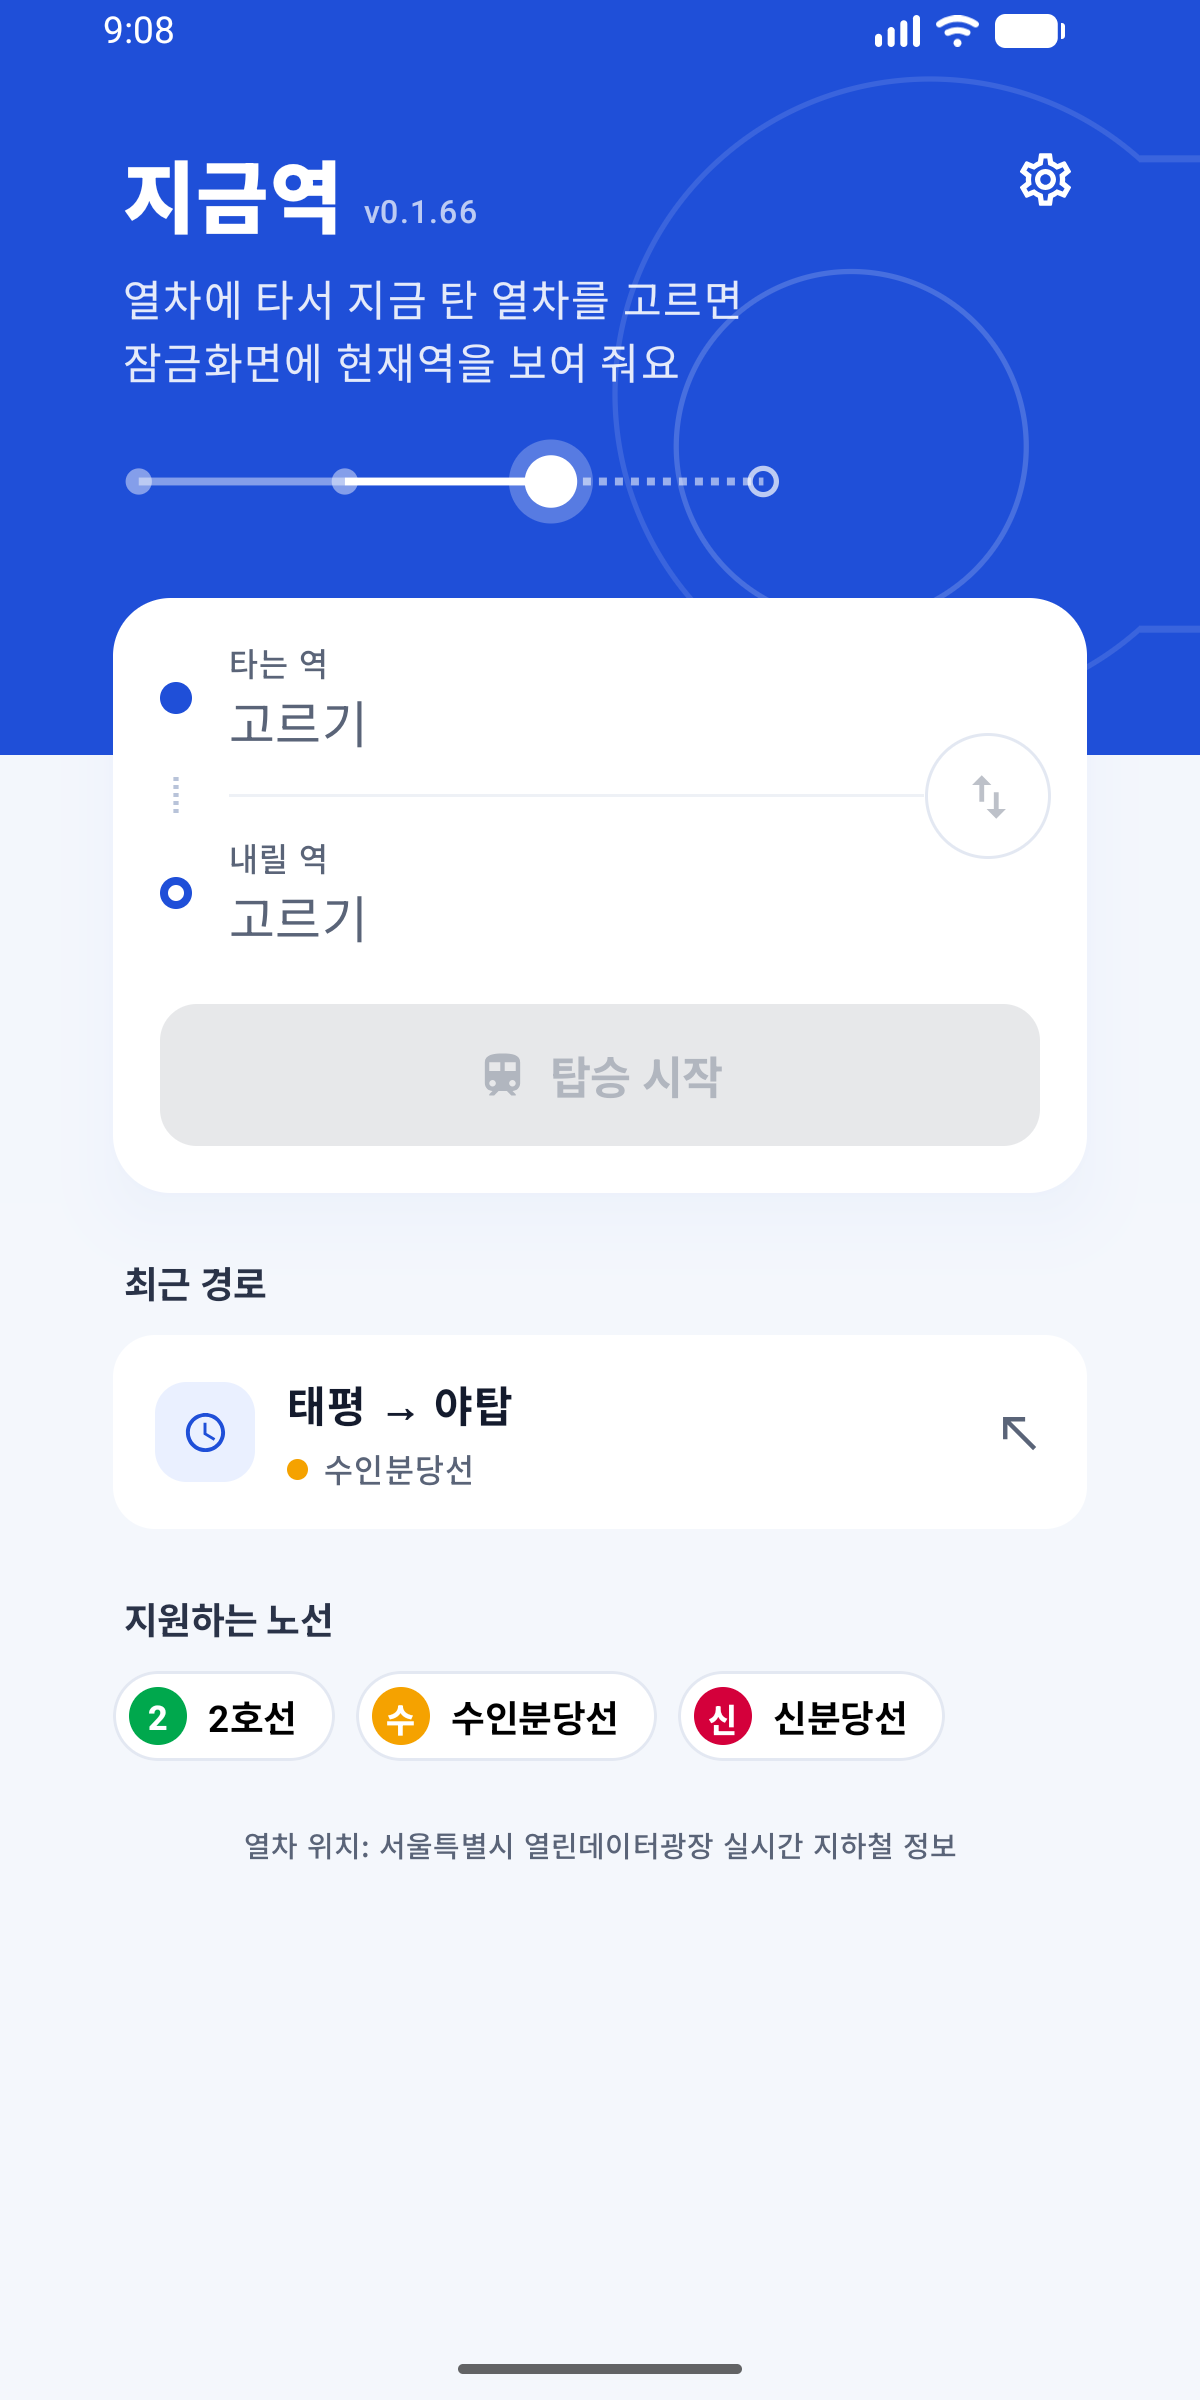 9:08
지금역 v0.1.66
열차에 타서 지금 탄 열차를 고르면
잠금화면에 현재역을 보여 줘요
타는 역
고르기
내릴 역
고르기
탑승 시작
최근 경로
태평 → 야탑
수인분당선
지원하는 노선
2 2호선 수 수인분당선 신 신분당선
열차 위치: 서울특별시 열린데이터광장 실시간 지하철 정보